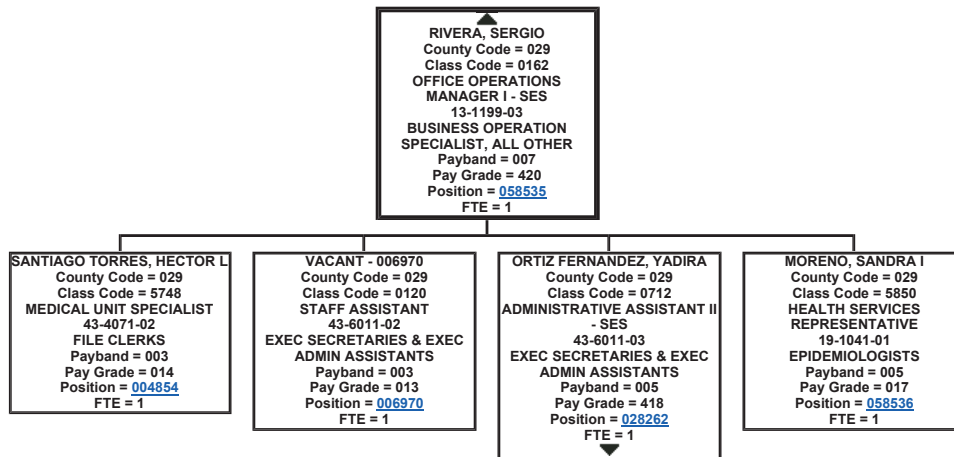 RIVERA, SERGIO
County Code = 029
Class Code = 0162
OFFICE OPERATIONS
MANAGER I - SES
13-1199-03
BUSINESS OPERATION
SPECIALIST, ALL OTHER
Payband = 007
Pay Grade = 420
Position = 058535
FTE = 1
SANTIAGO TORRES, HECTOR L
County Code = 029
Class Code = 5748
MEDICAL UNIT SPECIALIST
43-4071-02
FILE CLERKS
Payband = 003
Pay Grade = 014
Position = 004854
FTE = 1
VACANT - 006970
County Code = 029
Class Code = 0120
STAFF ASSISTANT
43-6011-02
EXEC SECRETARIES & EXEC
ADMIN ASSISTANTS
Payband = 003
Pay Grade = 013
Position = 006970
FTE = 1
ORTIZ FERNANDEZ, YADIRA
County Code = 029
Class Code = 0712
ADMINISTRATIVE ASSISTANT II
- SES
43-6011-03
EXEC SECRETARIES & EXEC
ADMIN ASSISTANTS
Payband = 005
Pay Grade = 418
Position = 028262
FTE = 1
MORENO, SANDRA I
County Code = 029
Class Code = 5850
HEALTH SERVICES
REPRESENTATIVE
19-1041-01
EPIDEMIOLOGISTS
Payband = 005
Pay Grade = 017
Position = 058536
FTE = 1